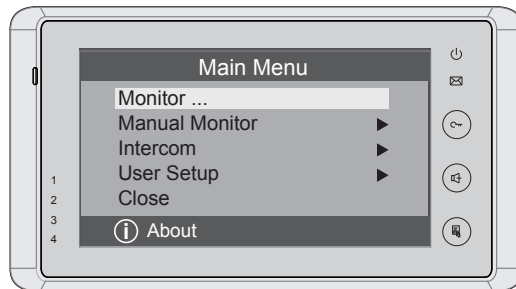 Main Menu
Monitor ...
Manual Monitor
Intercom
User Setup
Close
About
1
2
3
4